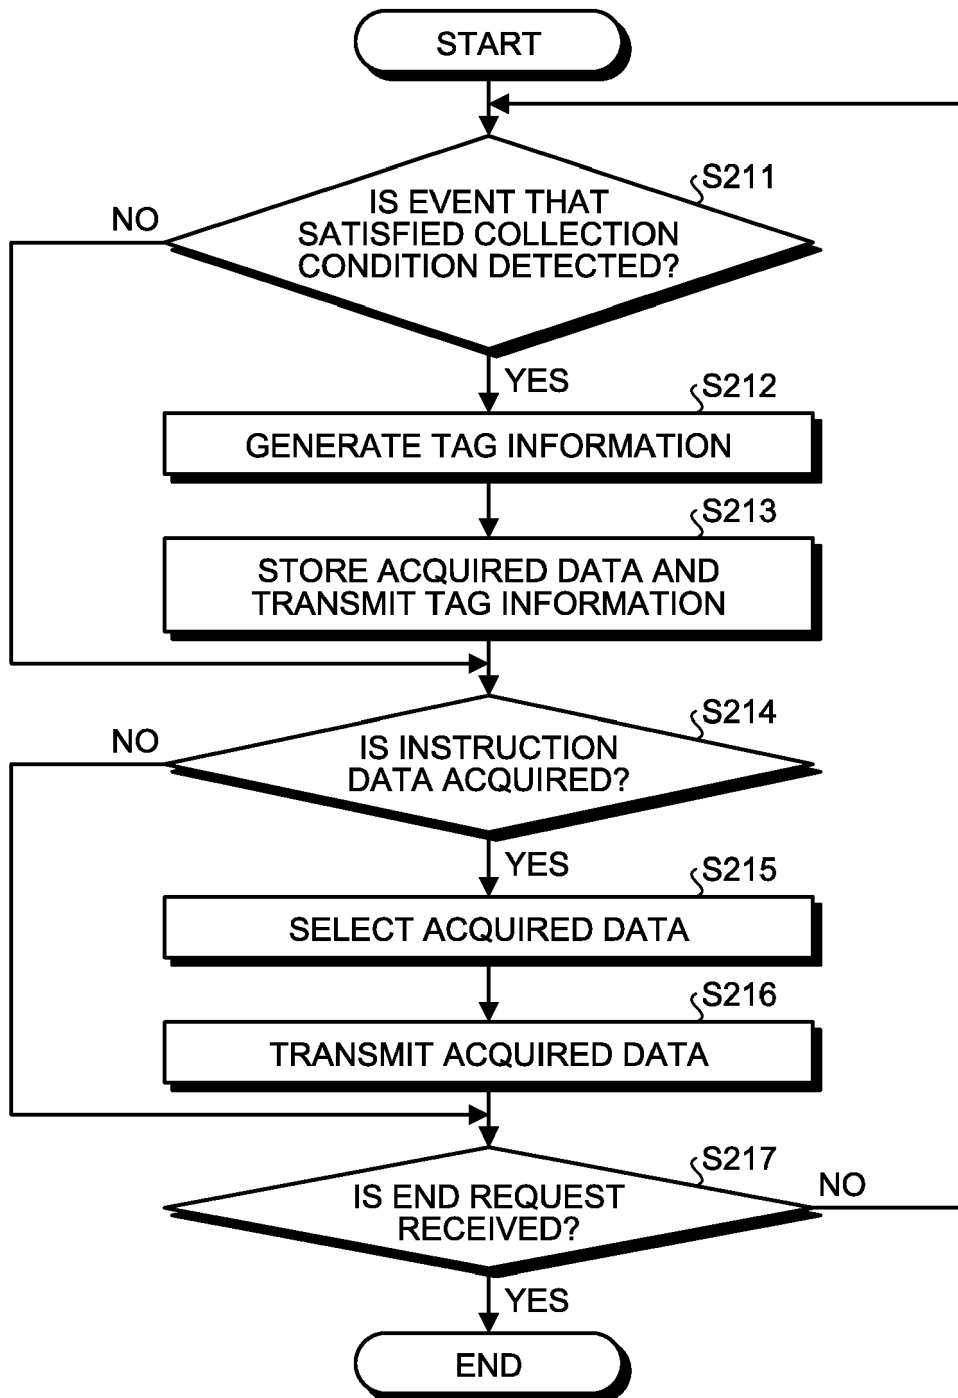 START
S211
IS EVENT THAT
SATISFIED COLLECTION
CONDITION DETECTED?
NO
YES
S212
GENERATE TAG INFORMATION
S213
STORE ACQUIRED DATA AND
TRANSMIT TAG INFORMATION
S214
NO
IS INSTRUCTION
DATA ACQUIRED?
YES
S215
SELECT ACQUIRED DATA
S216
TRANSMIT ACQUIRED DATA
S217
IS END REQUEST
RECEIVED?
NO
YES
END